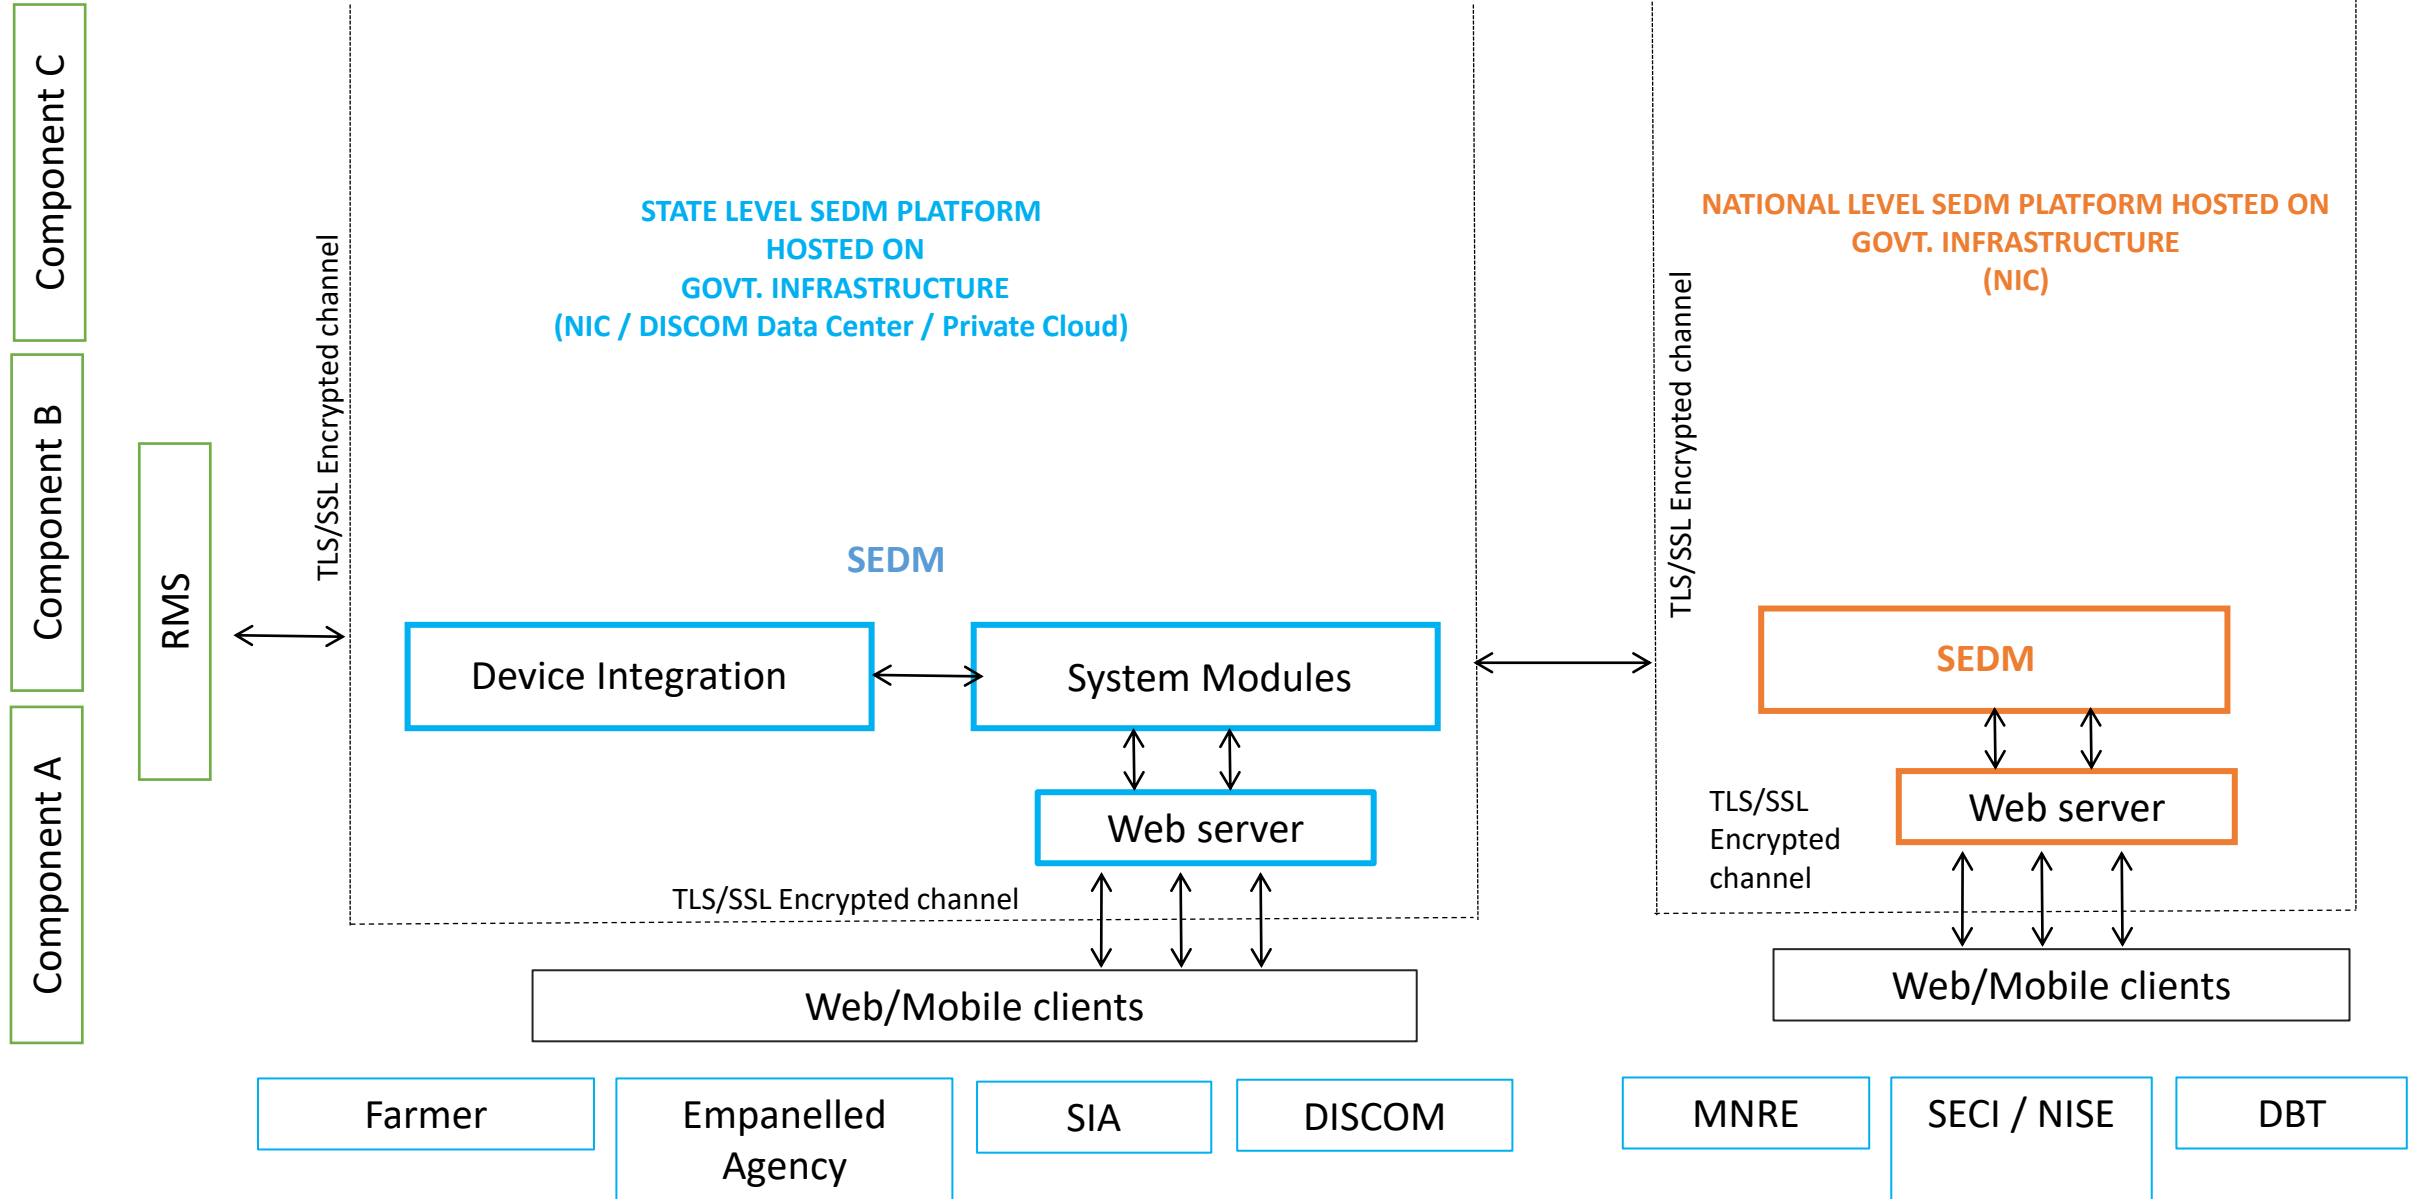 Component C
Component B
Component A
RMS
TLS/SSL Encrypted channel
STATE LEVEL SEDM PLATFORM
HOSTED ON
GOVT. INFRASTRUCTURE
(NIC / DISCOM Data Center / Private Cloud)
SEDM
Device Integration
System Modules
Web server
TLS/SSL Encrypted channel
Web/Mobile clients
Farmer
Empanelled
Agency
SIA
DISCOM
TLS/SSL Encrypted channel
NATIONAL LEVEL SEDM PLATFORM HOSTED ON
GOVT. INFRASTRUCTURE
(NIC)
SEDM
Web server
TLS/SSL
Encrypted
channel
Web/Mobile clients
MNRE
SECI / NISE
DBT